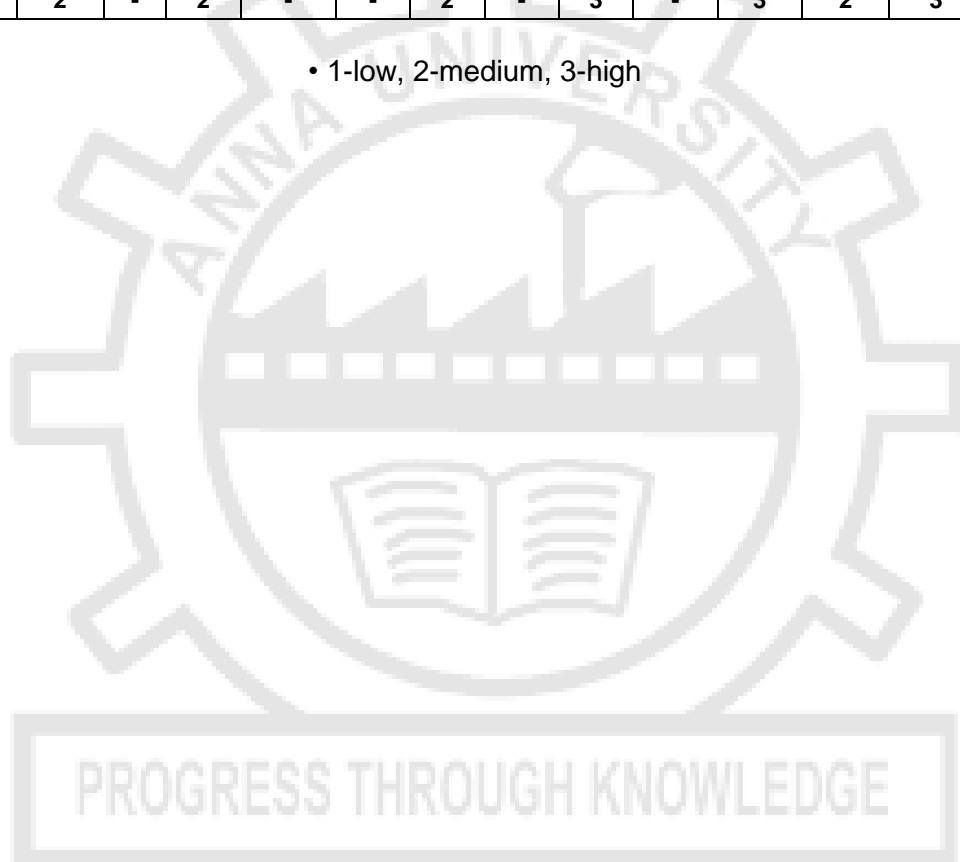 2 - 2 - - 2 - 3 - 3 2 3
• 1-low, 2-medium, 3-high
ANNA UNIVERSITY
PROGRESS THROUGH KNOWLEDGE